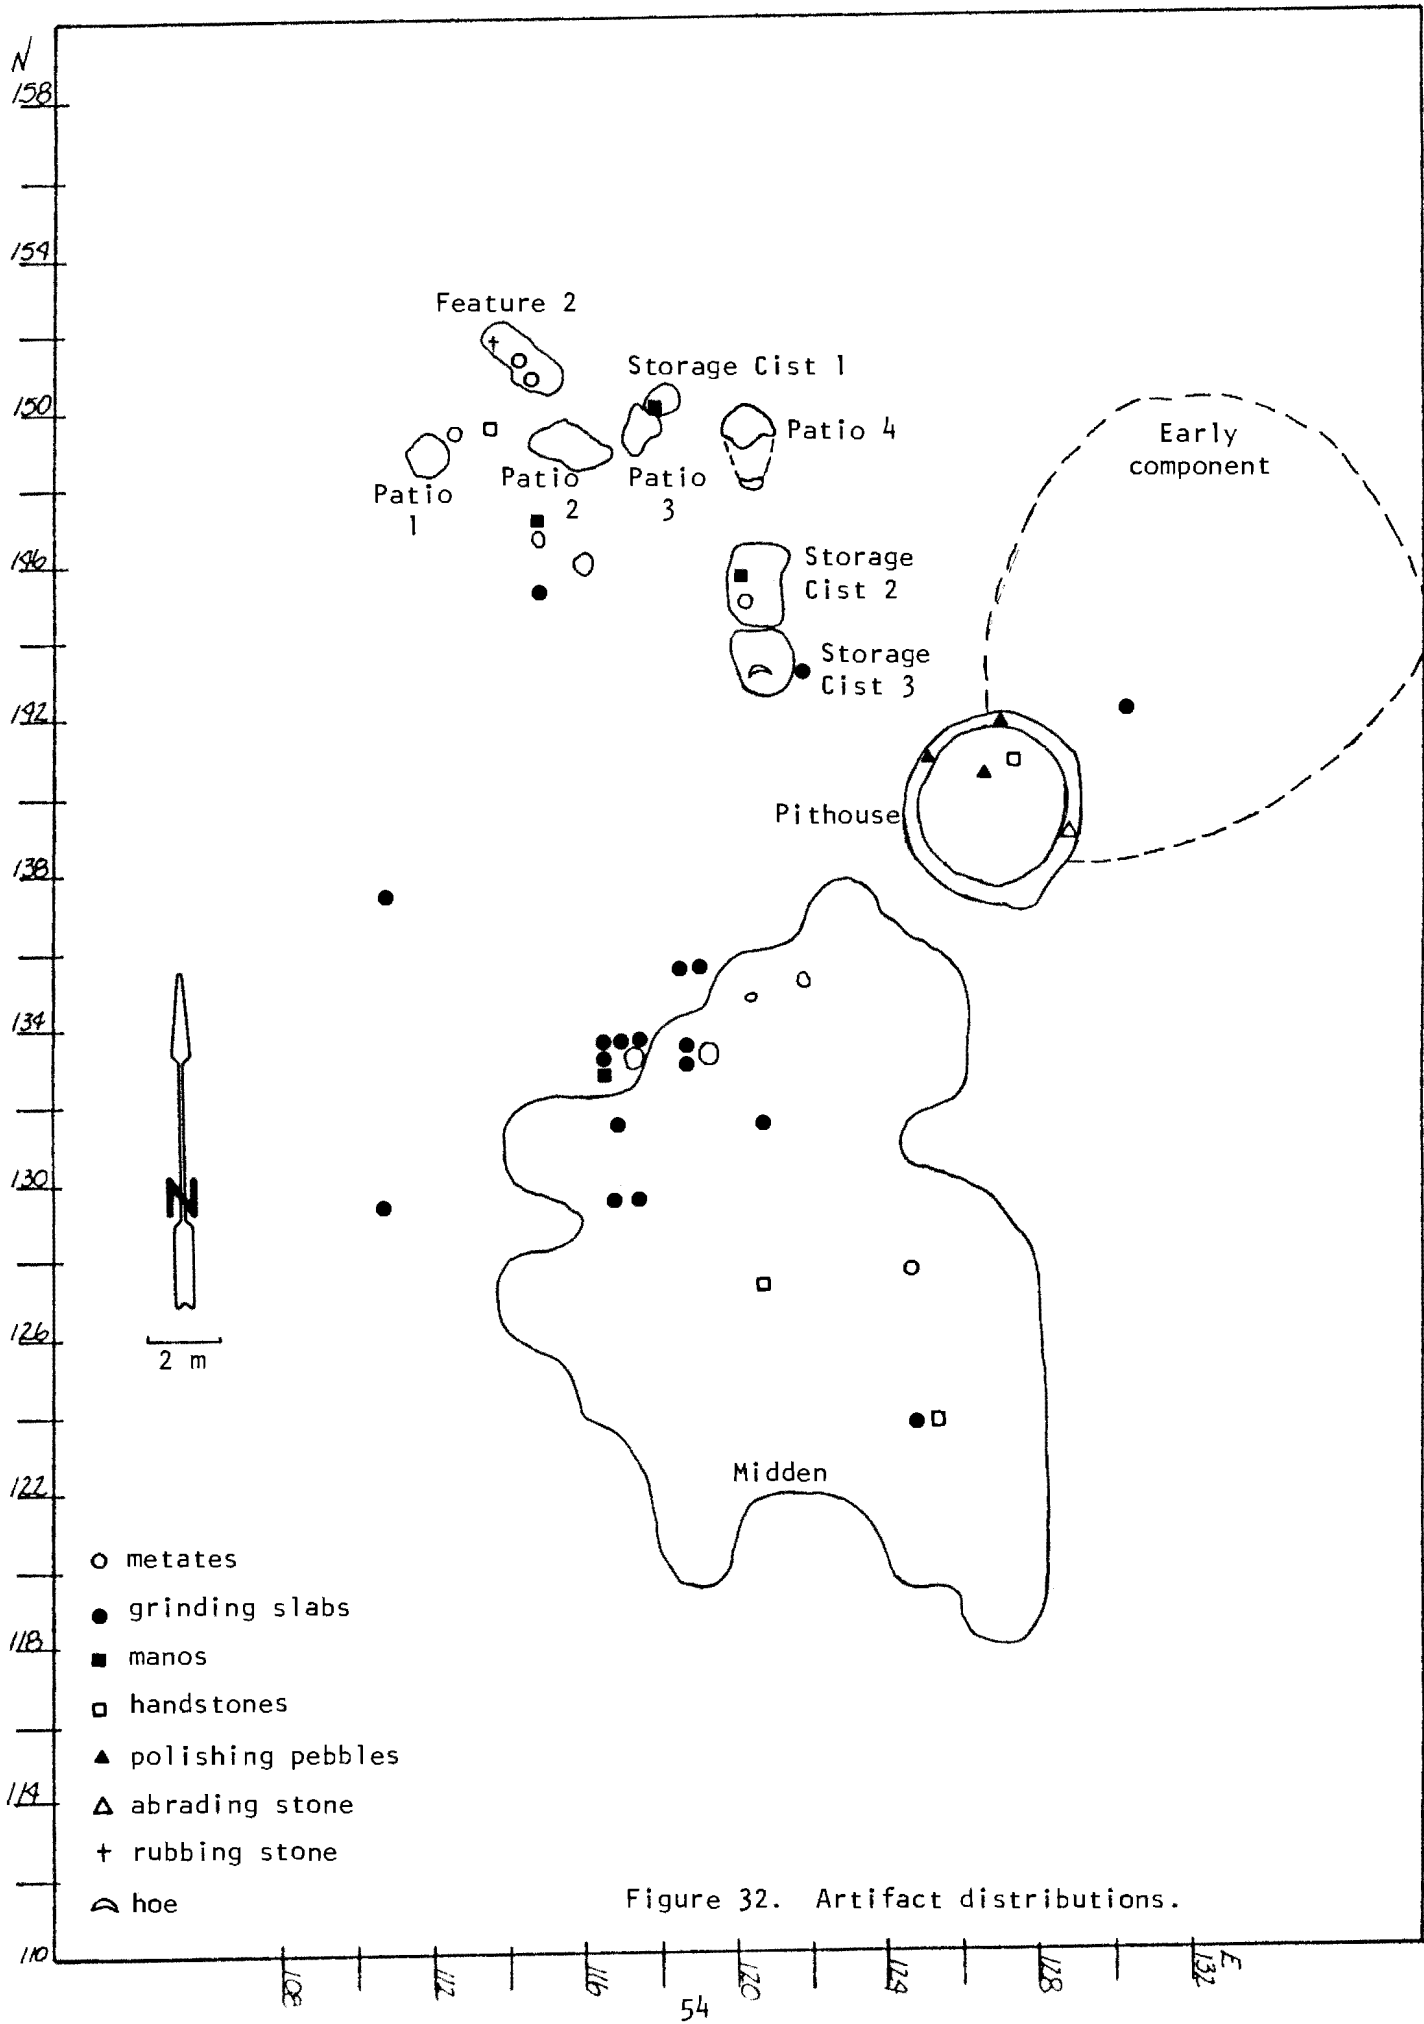 N
158
154
150
146
142
138
134
130
126
122
118
114
110
Feature 2
Storage Cist 1
Patio 4
Early
component
Patio
1
Patio
2
Patio
3
Storage
Cist 2
Storage
Cist 3
Pithouse
N
2 m
Midden
metates
grinding slabs
manos
handstones
polishing pebbles
abrading stone
rubbing stone
hoe
Figure 32. Artifact distributions.
108
112
116
120
124
128
132
E
54